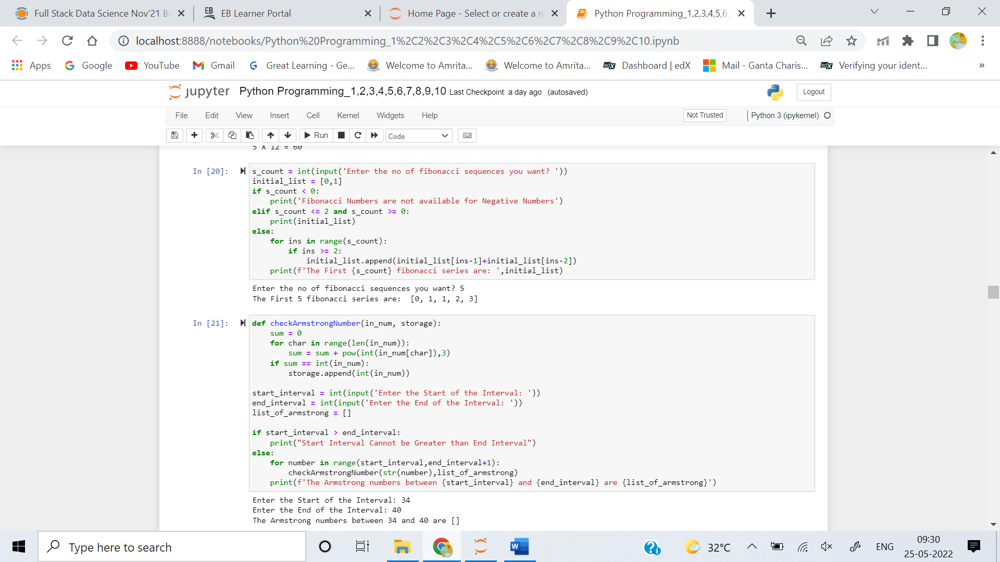 Full Stack Data Science Nov'21 Ba
EB Learner Portal
Home Page - Select or create a n
Python Programming_1,2,3,4,5,6,
localhost:8888/notebooks/Python%20Programming_1%2C2%2C3%2C4%2C5%2C6%2C7%2C8%2C9%2C10.ipynb
Apps
Google
YouTube
Gmail
Great Learning - Ge...
Welcome to Amrita...
Welcome to Amrita...
edX Dashboard | edX
Mail - Ganta Charis...
edX Verifying your ident...
»
jupyter Python Programming_1,2,3,4,5,6,7,8,9,10 Last Checkpoint: a day ago (autosaved)
Logout
File Edit View Insert Cell Kernel Widgets Help
Not Trusted
Python 3 (ipykernel)
Run
Code
5 X 12 = 60
In [20]:
s_count = int(input('Enter the no of fibonacci sequences you want? '))
initial_list = [0,1]
if s_count < 0:
    print('Fibonacci Numbers are not available for Negative Numbers')
elif s_count <= 2 and s_count >= 0:
    print(initial_list)
else:
    for ins in range(s_count):
        if ins >= 2:
            initial_list.append(initial_list[ins-1]+initial_list[ins-2])
    print(f'The First {s_count} fibonacci series are: ',initial_list)
Enter the no of fibonacci sequences you want? 5
The First 5 fibonacci series are:  [0, 1, 1, 2, 3]
In [21]:
def checkArmstrongNumber(in_num, storage):
    sum = 0
    for char in range(len(in_num)):
        sum = sum + pow(int(in_num[char]),3)
    if sum == int(in_num):
        storage.append(int(in_num))
start_interval = int(input('Enter the Start of the Interval: '))
end_interval = int(input('Enter the End of the Interval: '))
list_of_armstrong = []
if start_interval > end_interval:
    print("Start Interval Cannot be Greater than End Interval")
else:
    for number in range(start_interval,end_interval+1):
        checkArmstrongNumber(str(number),list_of_armstrong)
    print(f'The Armstrong numbers between {start_interval} and {end_interval} are {list_of_armstrong}')
Enter the Start of the Interval: 34
Enter the End of the Interval: 40
The Armstrong numbers between 34 and 40 are []
Type here to search
32°C
ENG
09:30
25-05-2022